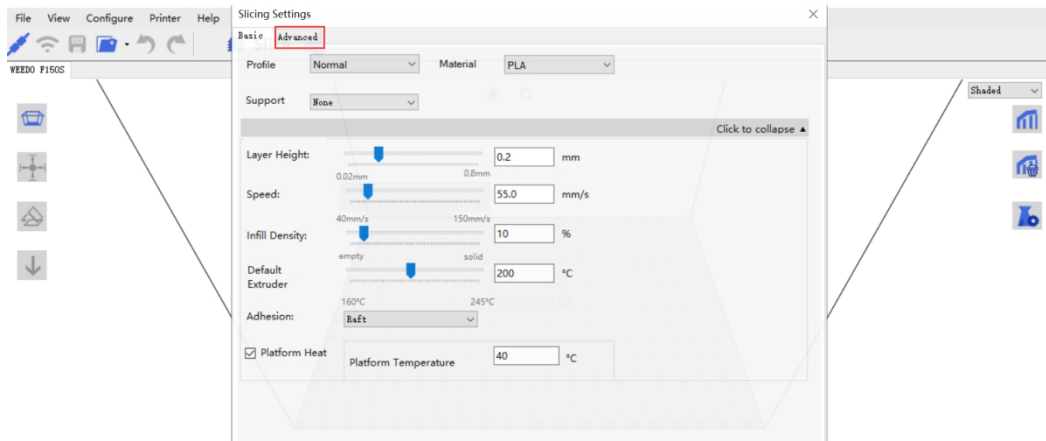 Slicing Settings
File View Configure Printer Help
Basic Advanced
WEEDO F150S
Profile Normal Material PLA
Shaded
Support None
Click to collapse
Layer Height: 0.2 mm
0.02mm 0.8mm
Speed: 55.0 mm/s
40mm/s 150mm/s
Infill Density: 10 %
empty solid
Default
Extruder 200 °C
160°C 245°C
Adhesion: Raft
Platform Heat Platform Temperature 40 °C